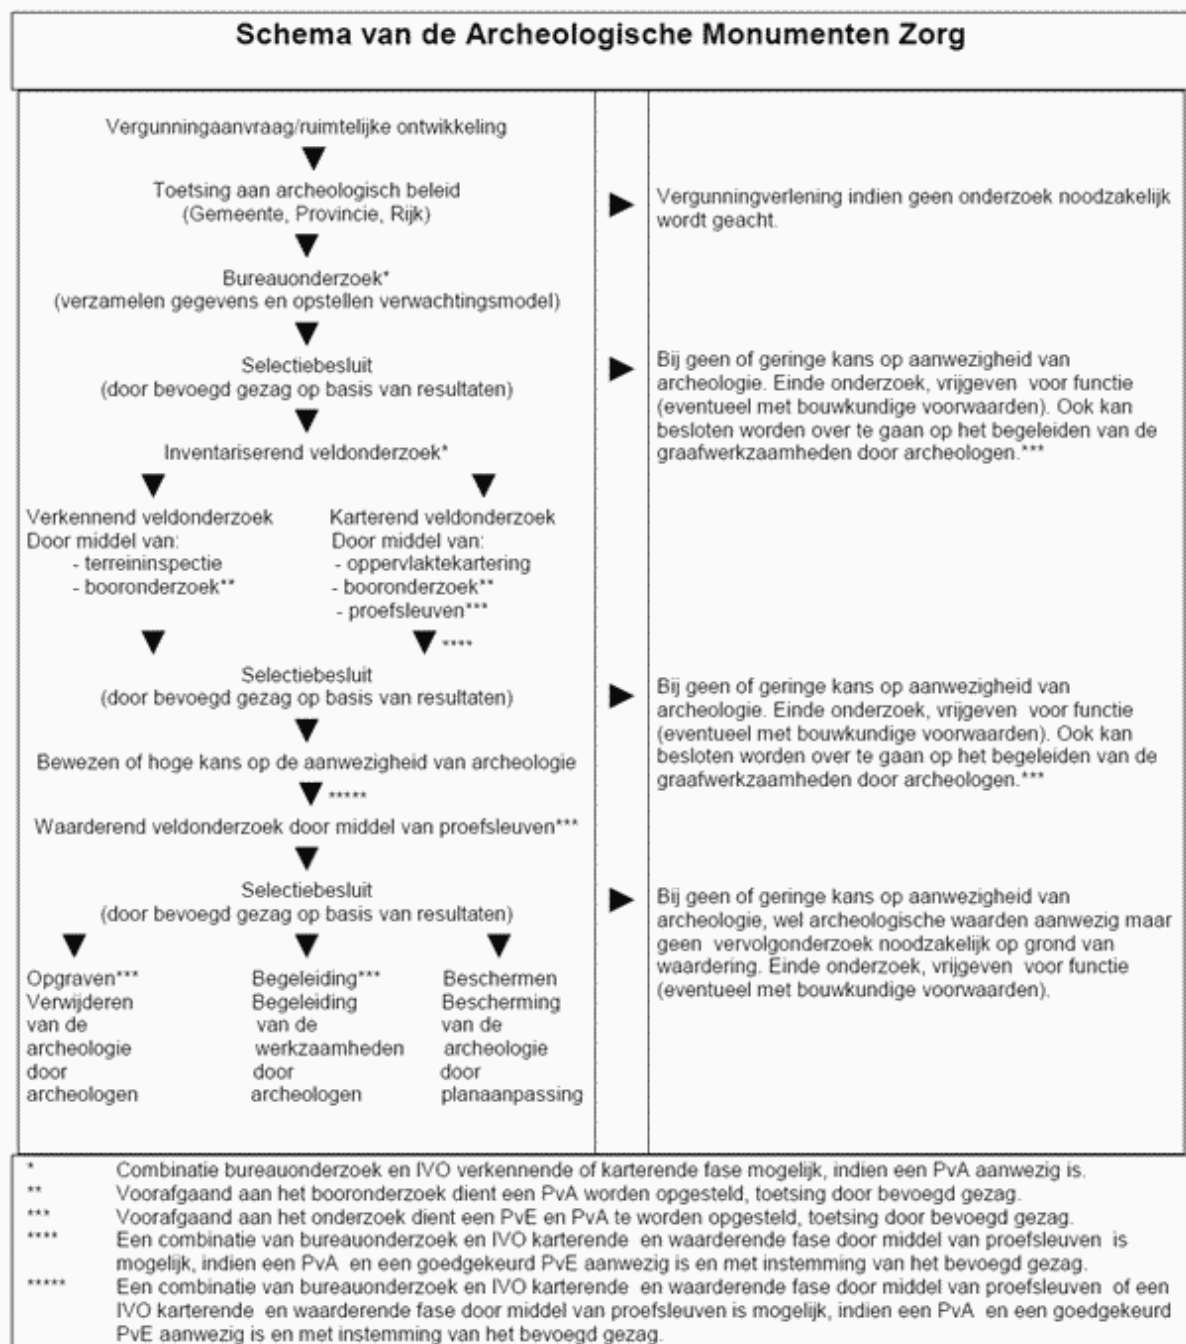 Schema van de Archeologische Monumenten Zorg
Vergunningaanvraag/ruimtelijke ontwikkeling
Toetsing aan archeologisch beleid
(Gemeente, Provincie, Rijk)
Vergunningverlening indien geen onderzoek noodzakelijk
wordt geacht.
Bureauonderzoek*
(verzamelen gegevens en opstellen verwachtingsmodel)
Selectiebesluit
(door bevoegd gezag op basis van resultaten)
Bij geen of geringe kans op aanwezigheid van
archeologie. Einde onderzoek, vrijgeven voor functie
(eventueel met bouwkundige voorwaarden). Ook kan
besloten worden over te gaan op het begeleiden van de
graafwerkzaamheden door archeologen.***
Inventariserend veldonderzoek*
Verkennend veldonderzoek
Door middel van:
- terreininspectie
- booronderzoek**
Karterend veldonderzoek
Door middel van:
- oppervlaktekartering
- booronderzoek**
- proefsleuven***
****
Selectiebesluit
(door bevoegd gezag op basis van resultaten)
Bij geen of geringe kans op aanwezigheid van
archeologie. Einde onderzoek, vrijgeven voor functie
(eventueel met bouwkundige voorwaarden). Ook kan
besloten worden over te gaan op het begeleiden van de
graafwerkzaamheden door archeologen.***
Bewezen of hoge kans op de aanwezigheid van archeologie
*****
Waarderend veldonderzoek door middel van proefsleuven***
Selectiebesluit
(door bevoegd gezag op basis van resultaten)
Bij geen of geringe kans op aanwezigheid van
archeologie, wel archeologische waarden aanwezig maar
geen vervolgonderzoek noodzakelijk op grond van
waardering. Einde onderzoek, vrijgeven voor functie
(eventueel met bouwkundige voorwaarden).
Opgraven***
Verwijderen
van de
archeologie
door
archeologen
Begeleiding***
Begeleiding
van de
werkzaamheden
door
archeologen
Beschermen
Bescherming
van de
archeologie
door
planaanpassing
* Combinatie bureauonderzoek en IVO verkennende of karterende fase mogelijk, indien een PvA aanwezig is.
** Voorafgaand aan het booronderzoek dient een PvA worden opgesteld, toetsing door bevoegd gezag.
*** Voorafgaand aan het onderzoek dient een PvE en PvA te worden opgesteld, toetsing door bevoegd gezag.
**** Een combinatie van bureauonderzoek en IVO karterende en waarderende fase door middel van proefsleuven is
mogelijk, indien een PvA en een goedgekeurd PvE aanwezig is en met instemming van het bevoegd gezag.
***** Een combinatie van bureauonderzoek en IVO karterende en waarderende fase door middel van proefsleuven of een
IVO karterende en waarderende fase door middel van proefsleuven is mogelijk, indien een PvA en een goedgekeurd
PvE aanwezig is en met instemming van het bevoegd gezag.